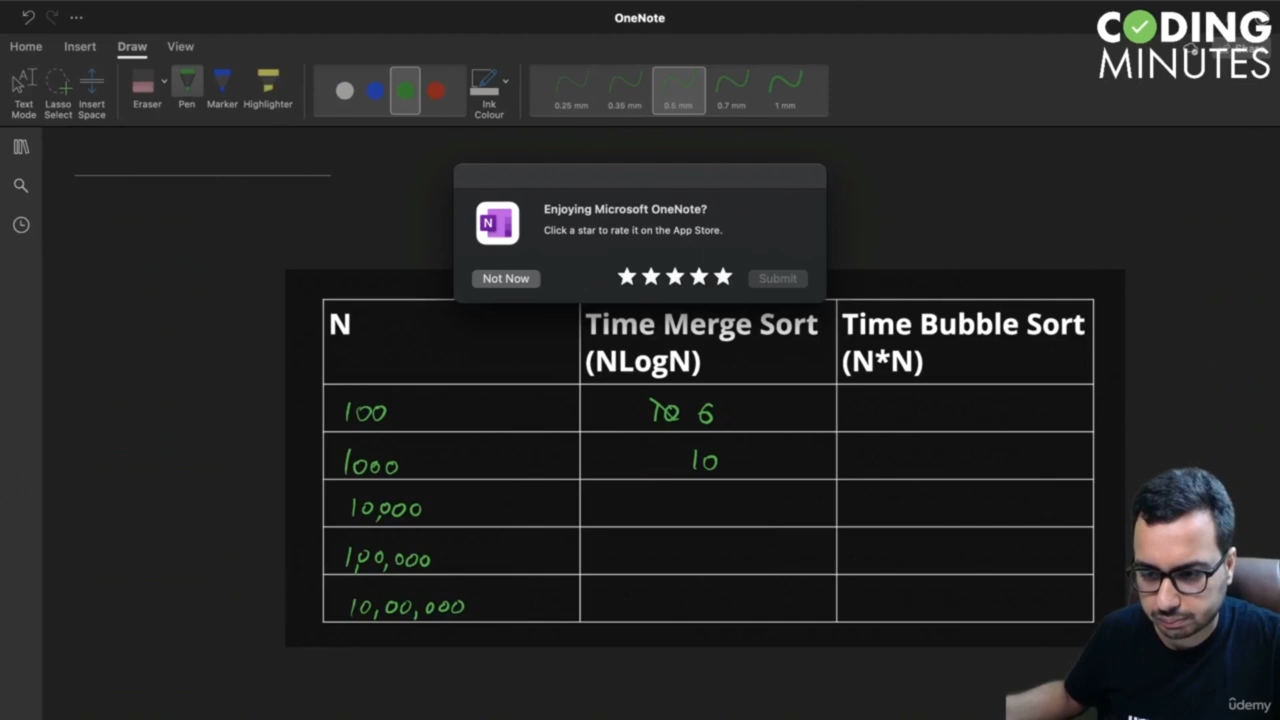 OneNote
CODING
MINUTES
Home Insert Draw View
Text Mode
Lasso Select
Insert Space
Eraser
Pen
Marker
Highlighter
Ink Colour
0.25 mm
0.35 mm
0.5 mm
0.7 mm
1 mm
N
Enjoying Microsoft OneNote?
Click a star to rate it on the App Store.
Not Now
Submit
N
Time Merge Sort
(NLogN)
Time Bubble Sort
(N*N)
100 10 6
1000 10
10,000
1,00,000
10,00,000
ûdemy